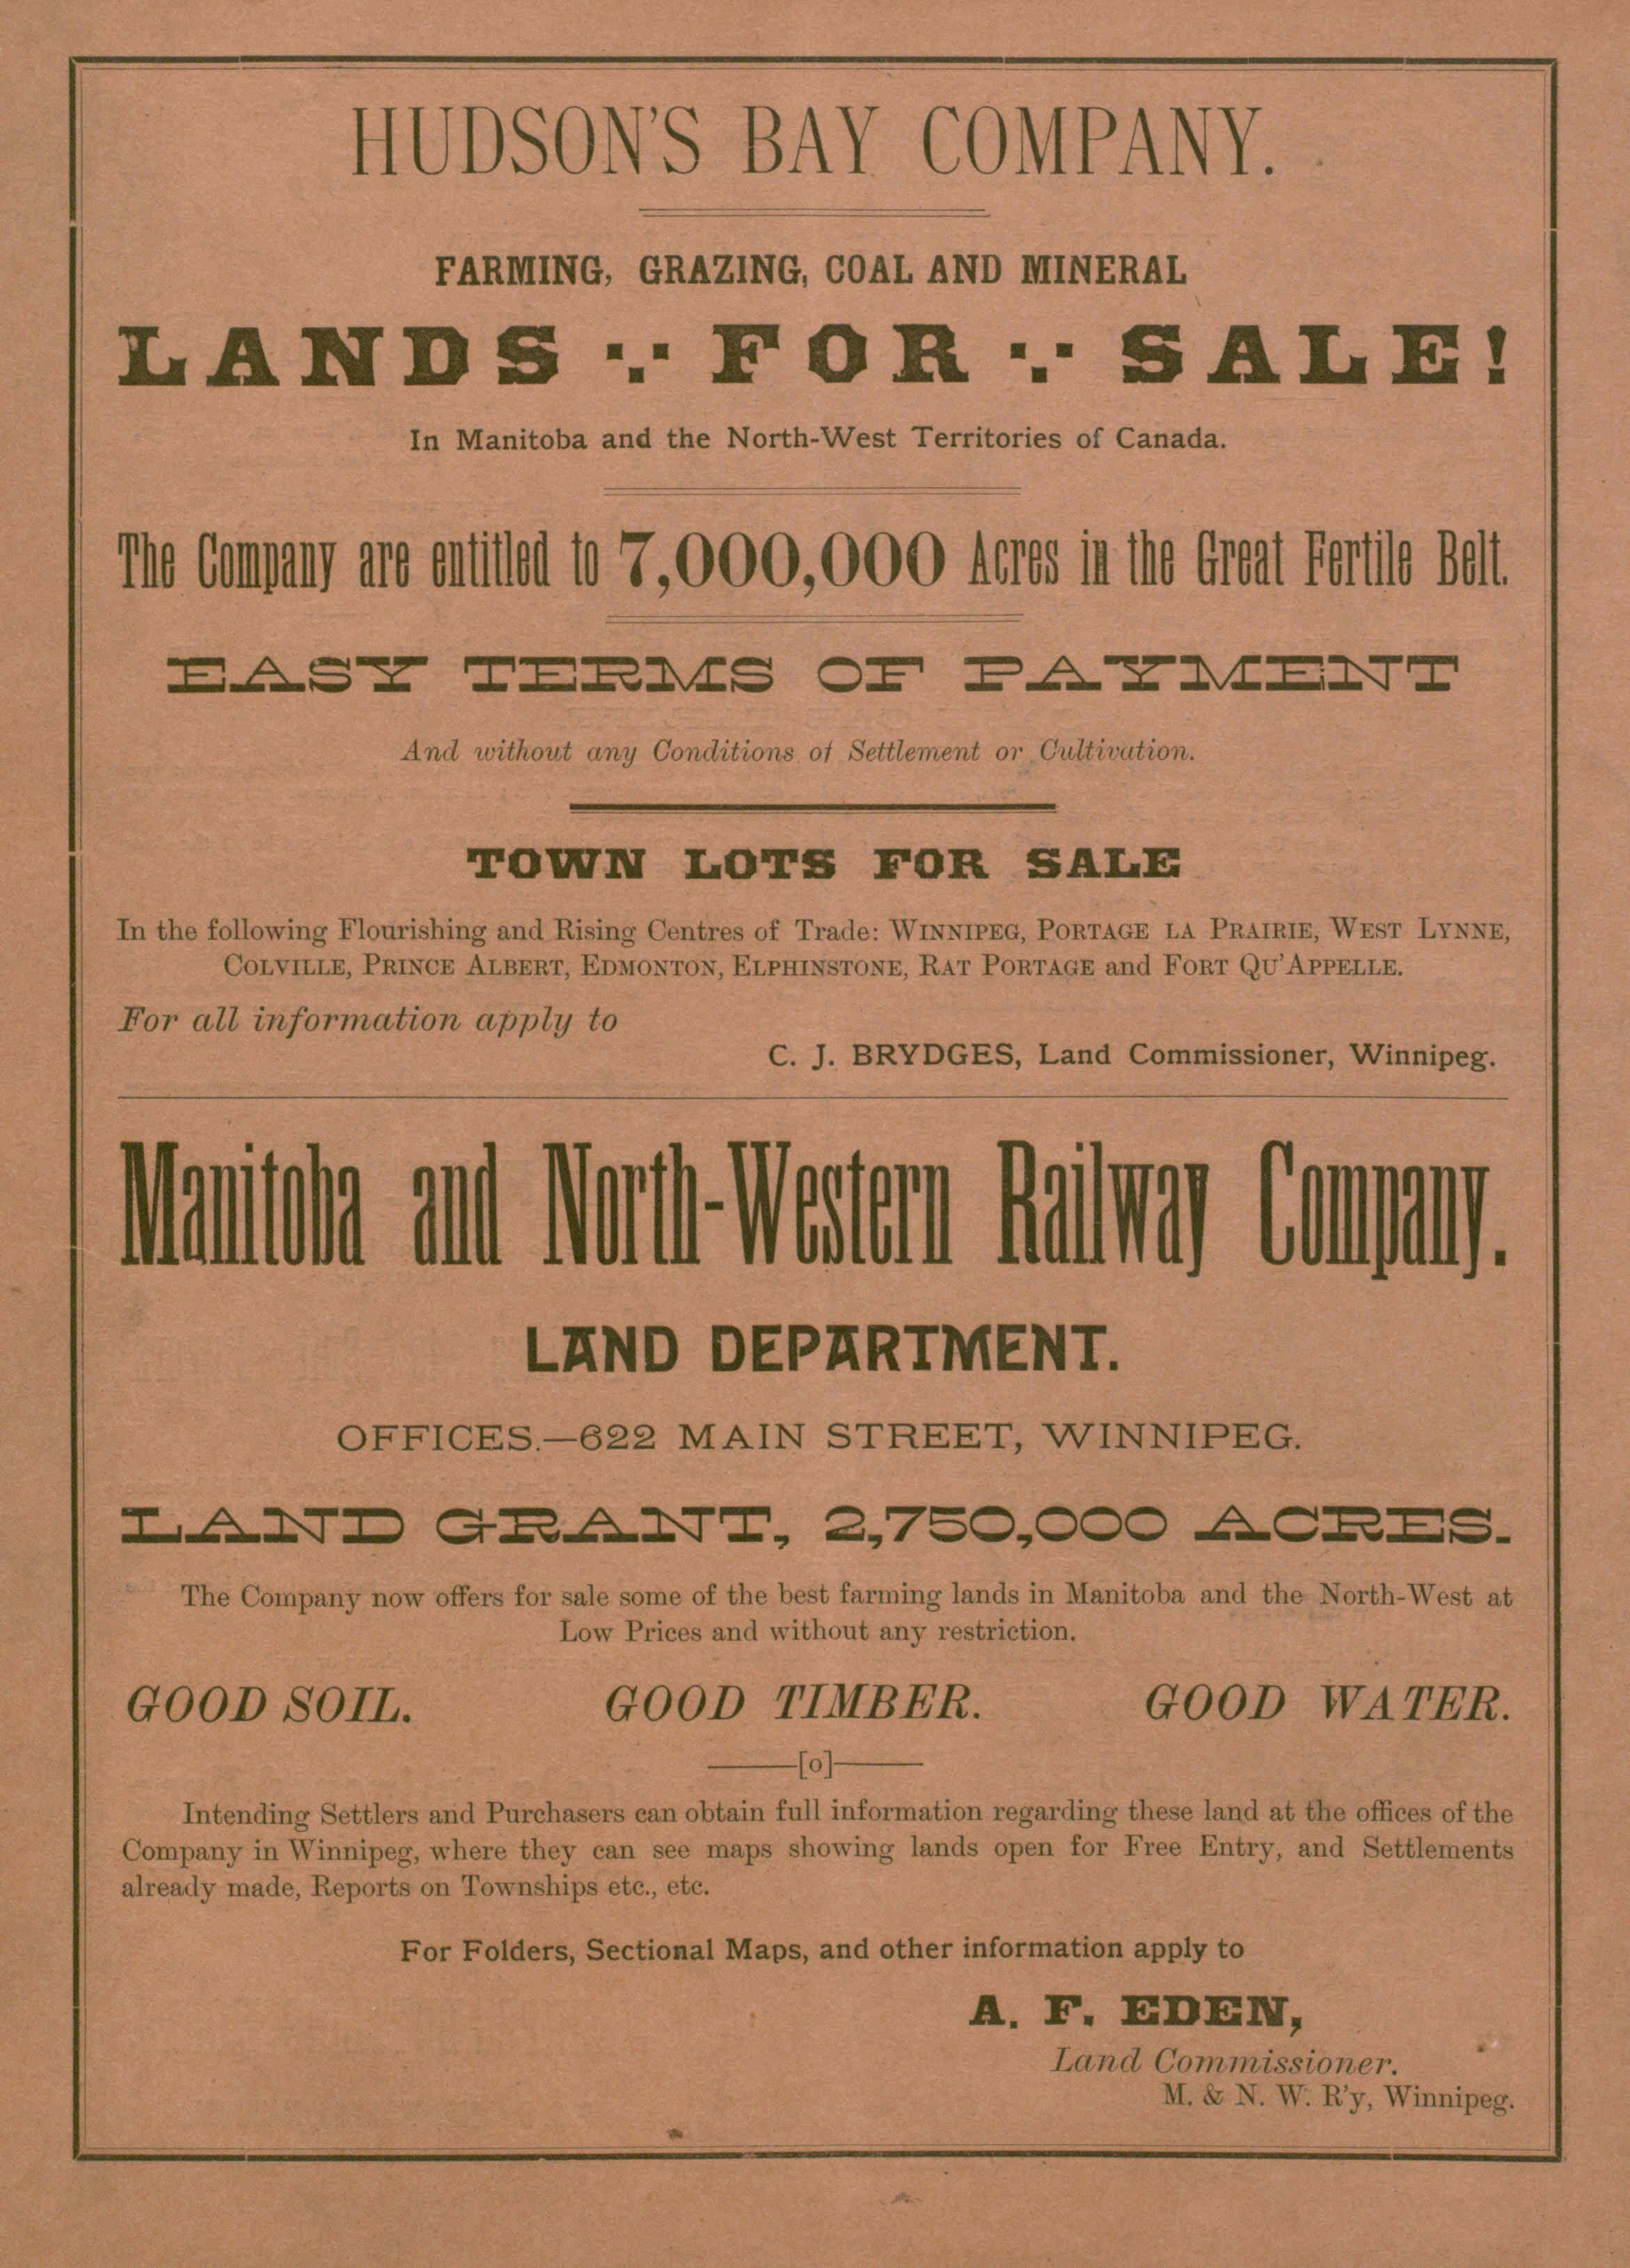 HUDSON'S BAY COMPANY.
FARMING, GRAZING, COAL AND MINERAL
LANDS FOR SALE!
In Manitoba and the North-West Territories of Canada.
The Company are entitled to 7,000,000 Acres in the Great Fertile Belt.
EASY TERMS OF PAYMENT
And without any Conditions of Settlement or Cultivation.
TOWN LOTS FOR SALE
In the following Flourishing and Rising Centres of Trade: WINNIPEG, PORTAGE LA PRAIRIE, WEST LYNNE,
COLVILLE, PRINCE ALBERT, EDMONTON, ELPHINSTONE, RAT PORTAGE and FORT QU'APPELLE.
For all information apply to
C. J. BRYDGES, Land Commissioner, Winnipeg.
Manitoba and North-Western Railway Company.
LAND DEPARTMENT.
OFFICES.—622 MAIN STREET, WINNIPEG.
LAND GRANT, 2,750,000 ACRES.
The Company now offers for sale some of the best farming lands in Manitoba and the North-West at
Low Prices and without any restriction.
GOOD SOIL. GOOD TIMBER. GOOD WATER.
[o]
Intending Settlers and Purchasers can obtain full information regarding these land at the offices of the
Company in Winnipeg, where they can see maps showing lands open for Free Entry, and Settlements
already made, Reports on Townships etc., etc.
For Folders, Sectional Maps, and other information apply to
A. F. EDEN,
Land Commissioner.
M. & N. W. R'y, Winnipeg.